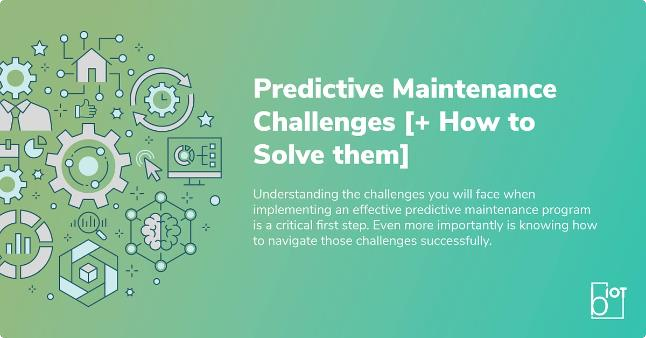 Predictive Maintenance
Challenges [+ How to
Solve them]
Understanding the challenges you will face when
implementing an effective predictive maintenance program
is a critical first step. Even more importantly is knowing how
to navigate those challenges successfully.
b iOT